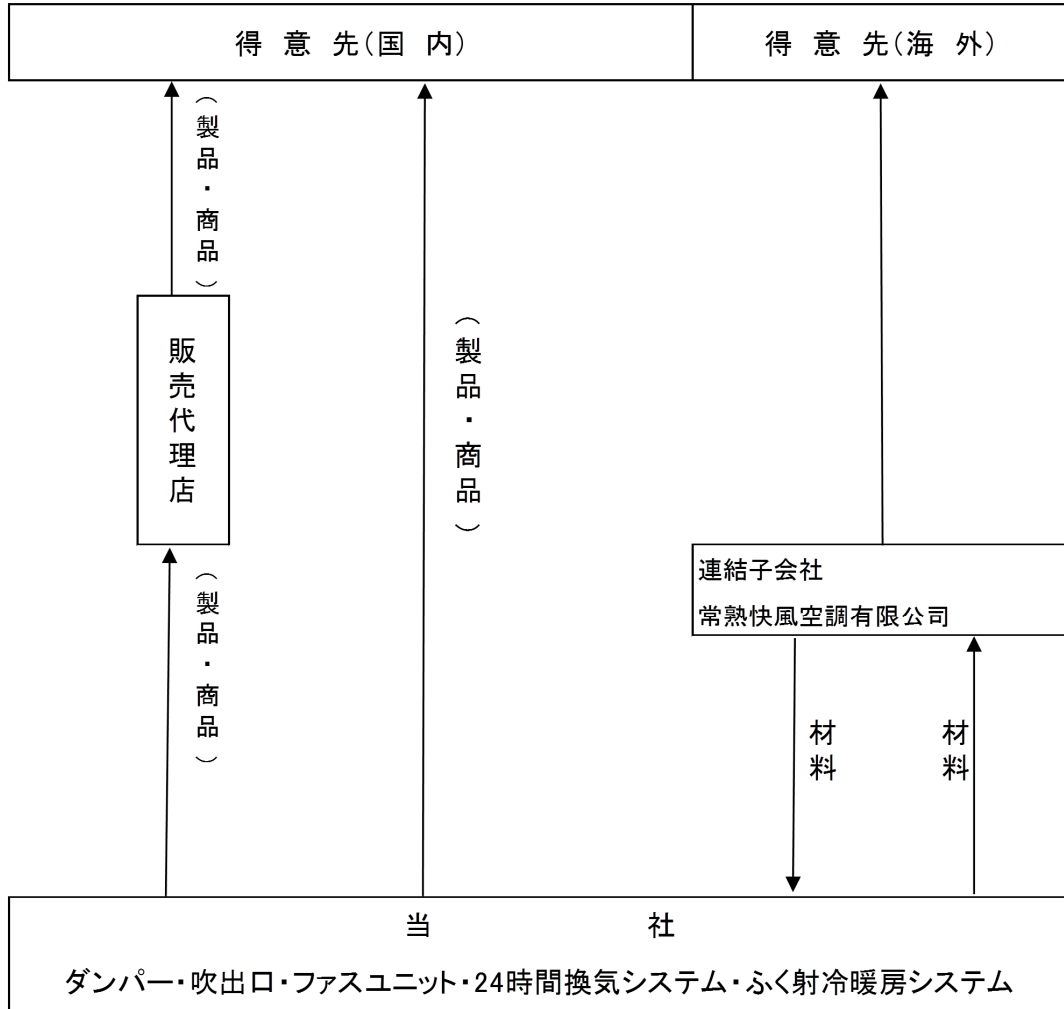 得意先(国内)
得意先(海外)
(製品・商品)
販売代理店
(製品・商品)
(製品・商品)
連結子会社
常熟快風空調有限公司
材料
材料
当社
ダンパー・吹出口・ファスユニット・24時間換気システム・ふく射冷暖房システム